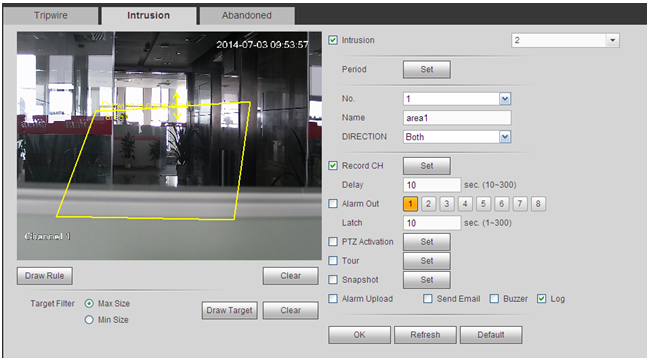 Tripwire Intrusion Abandoned
2014-07-03 09:53:57
area1
Channel 1
Draw Rule Clear
Target Filter Max Size
Min Size
Draw Target Clear
Intrusion 2
Period Set
No. 1
Name area1
DIRECTION Both
Record CH Set
Delay 10 sec. (10~300)
Alarm Out 1 2 3 4 5 6 7 8
Latch 10 sec. (1~300)
PTZ Activation Set
Tour Set
Snapshot Set
Alarm Upload Send Email Buzzer Log
OK Refresh Default